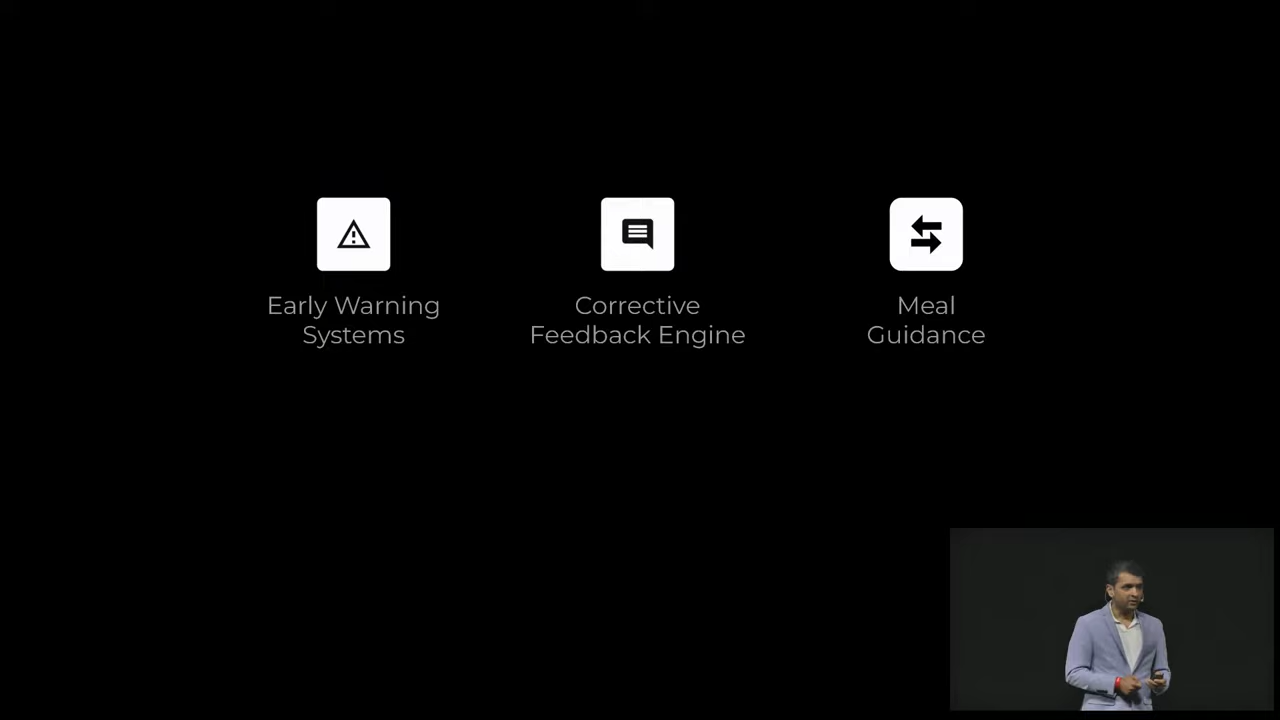 Early Warning
Systems
Corrective
Feedback Engine
Meal
Guidance